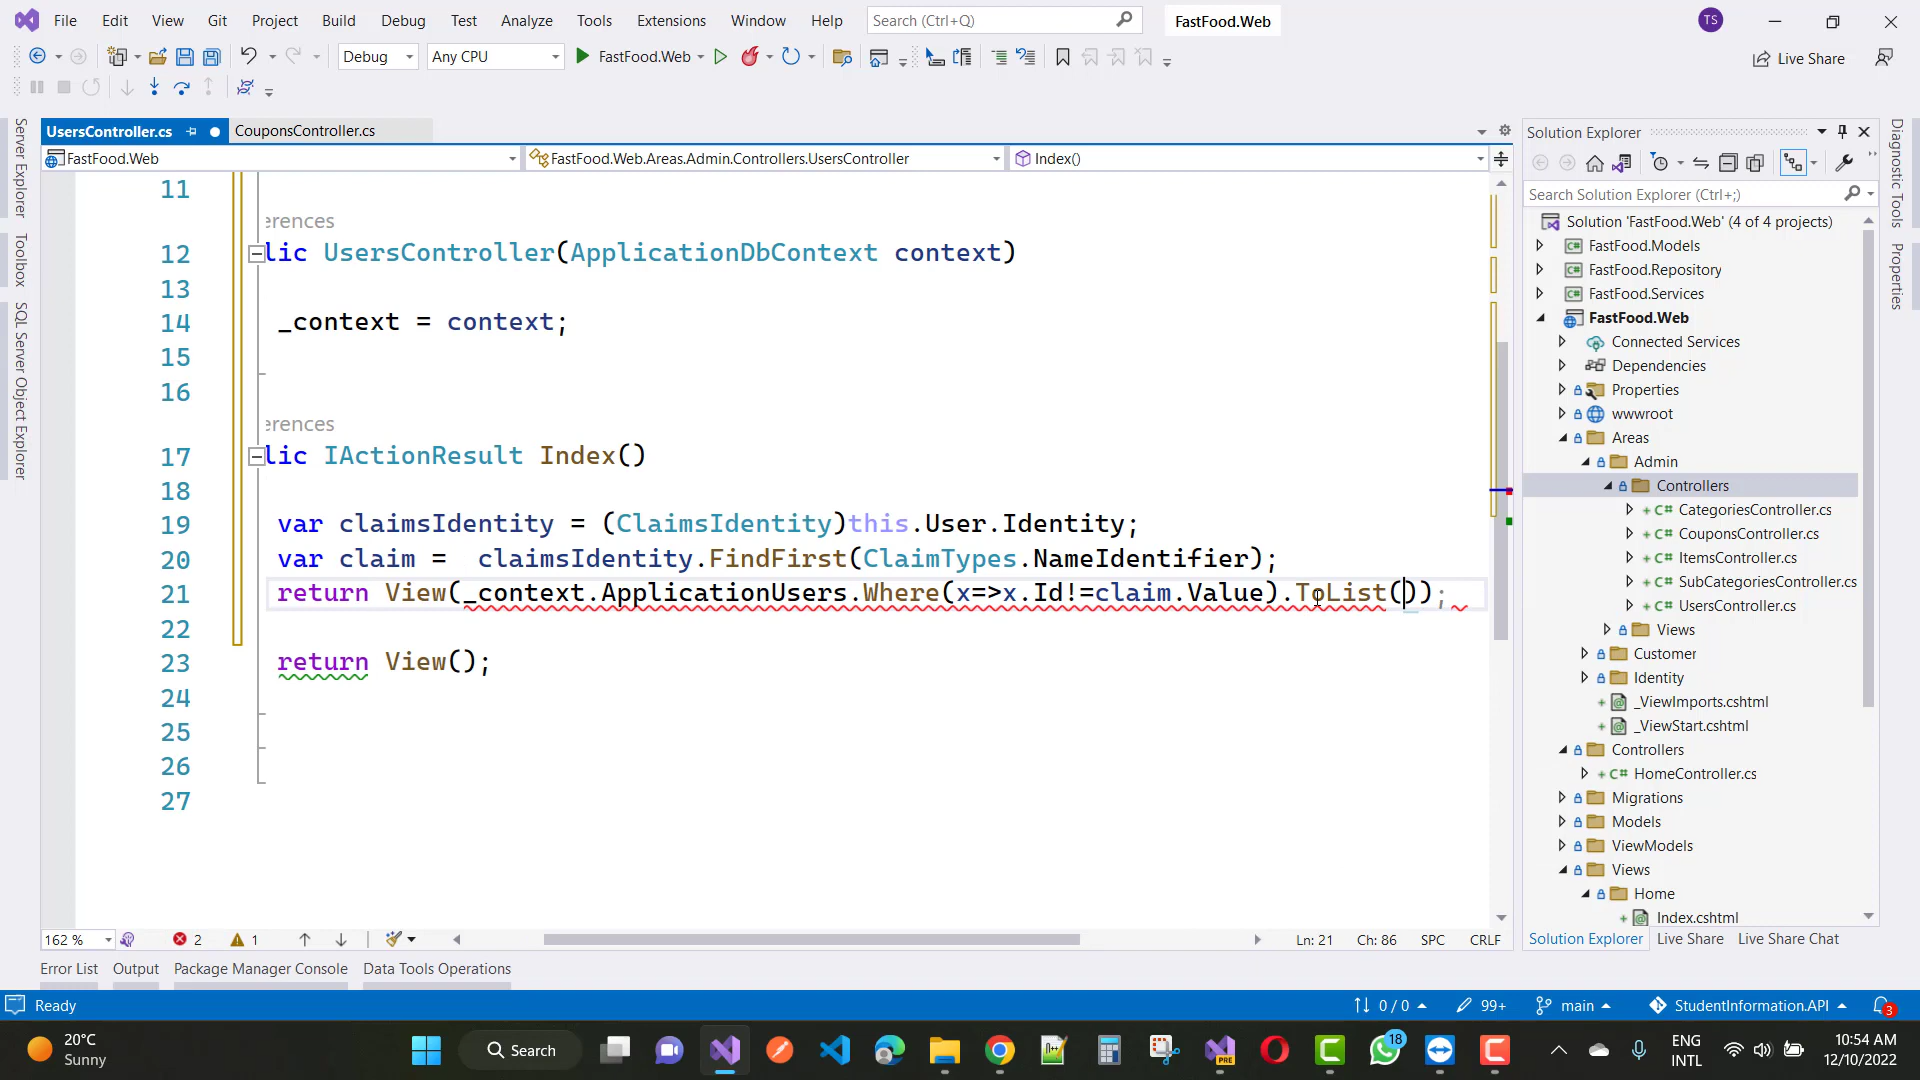 File Edit View Git Project Build Debug Test Analyze Tools Extensions Window Help Search (Ctrl+Q) FastFood.Web TS
Debug Any CPU FastFood.Web Live Share
UsersController.cs CouponsController.cs
FastFood.Web FastFood.Web.Areas.Admin.Controllers.UsersController Index()
Server Explorer
Toolbox
SQL Server Object Explorer
11
erences
12 lic UsersController(ApplicationDbContext context)
13
14 _context = context;
15
16
erences
17 lic IActionResult Index()
18
19 var claimsIdentity = (ClaimsIdentity)this.User.Identity;
20 var claim = claimsIdentity.FindFirst(ClaimTypes.NameIdentifier);
21 return View(_context.ApplicationUsers.Where(x=>x.Id!=claim.Value).ToList());
22
23 return View();
24
25
26
27
162 % 2 1 Ln: 21 Ch: 86 SPC CRLF
Error List Output Package Manager Console Data Tools Operations
Solution Explorer
Search Solution Explorer (Ctrl+;)
Solution 'FastFood.Web' (4 of 4 projects)
FastFood.Models
FastFood.Repository
FastFood.Services
FastFood.Web
Connected Services
Dependencies
Properties
wwwroot
Areas
Admin
Controllers
CategoriesController.cs
CouponsController.cs
ItemsController.cs
SubCategoriesController.cs
UsersController.cs
Views
Customer
Identity
_ViewImports.cshtml
_ViewStart.cshtml
Controllers
HomeController.cs
Migrations
Models
ViewModels
Views
Home
Index.cshtml
Solution Explorer Live Share Live Share Chat
Diagnostic Tools
Properties
Ready 0 / 0 99+ main StudentInformation.API 3
20°C
Sunny
Search
PRE
18
ENG
INTL
10:54 AM
12/10/2022